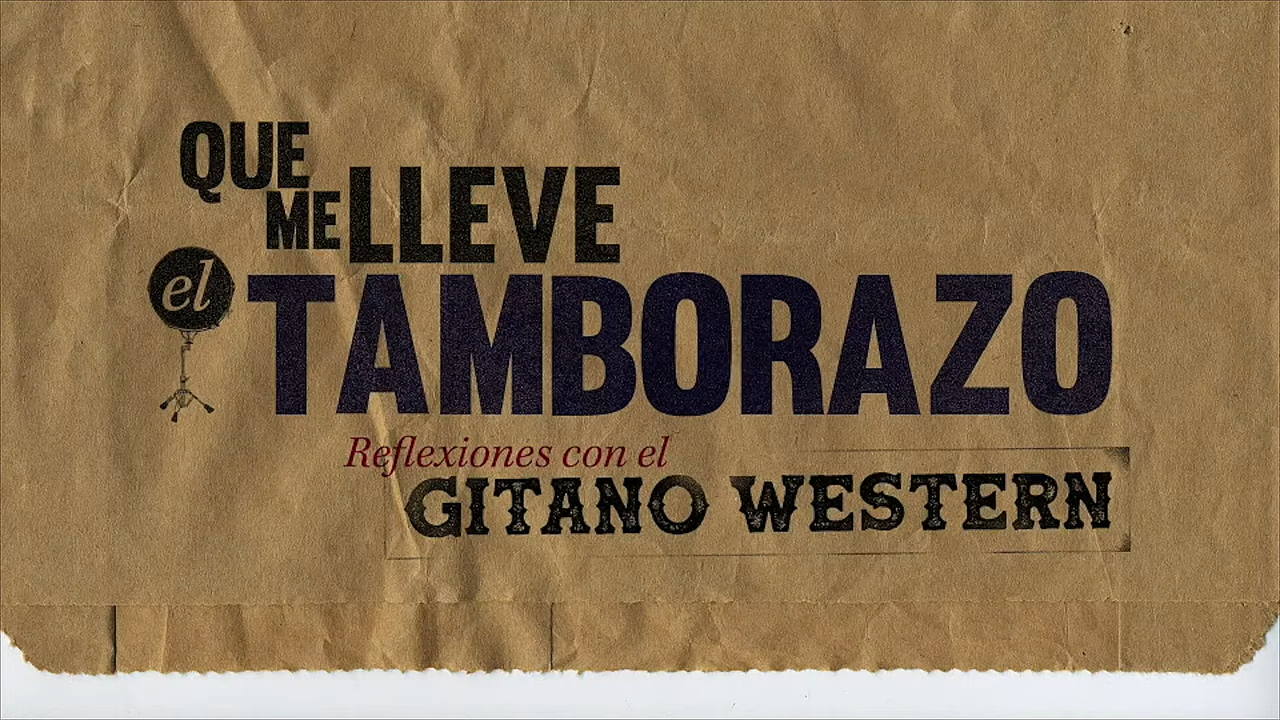 QUE
ME LLEVE
el TAMBORAZO
Reflexiones con el
GITANO WESTERN